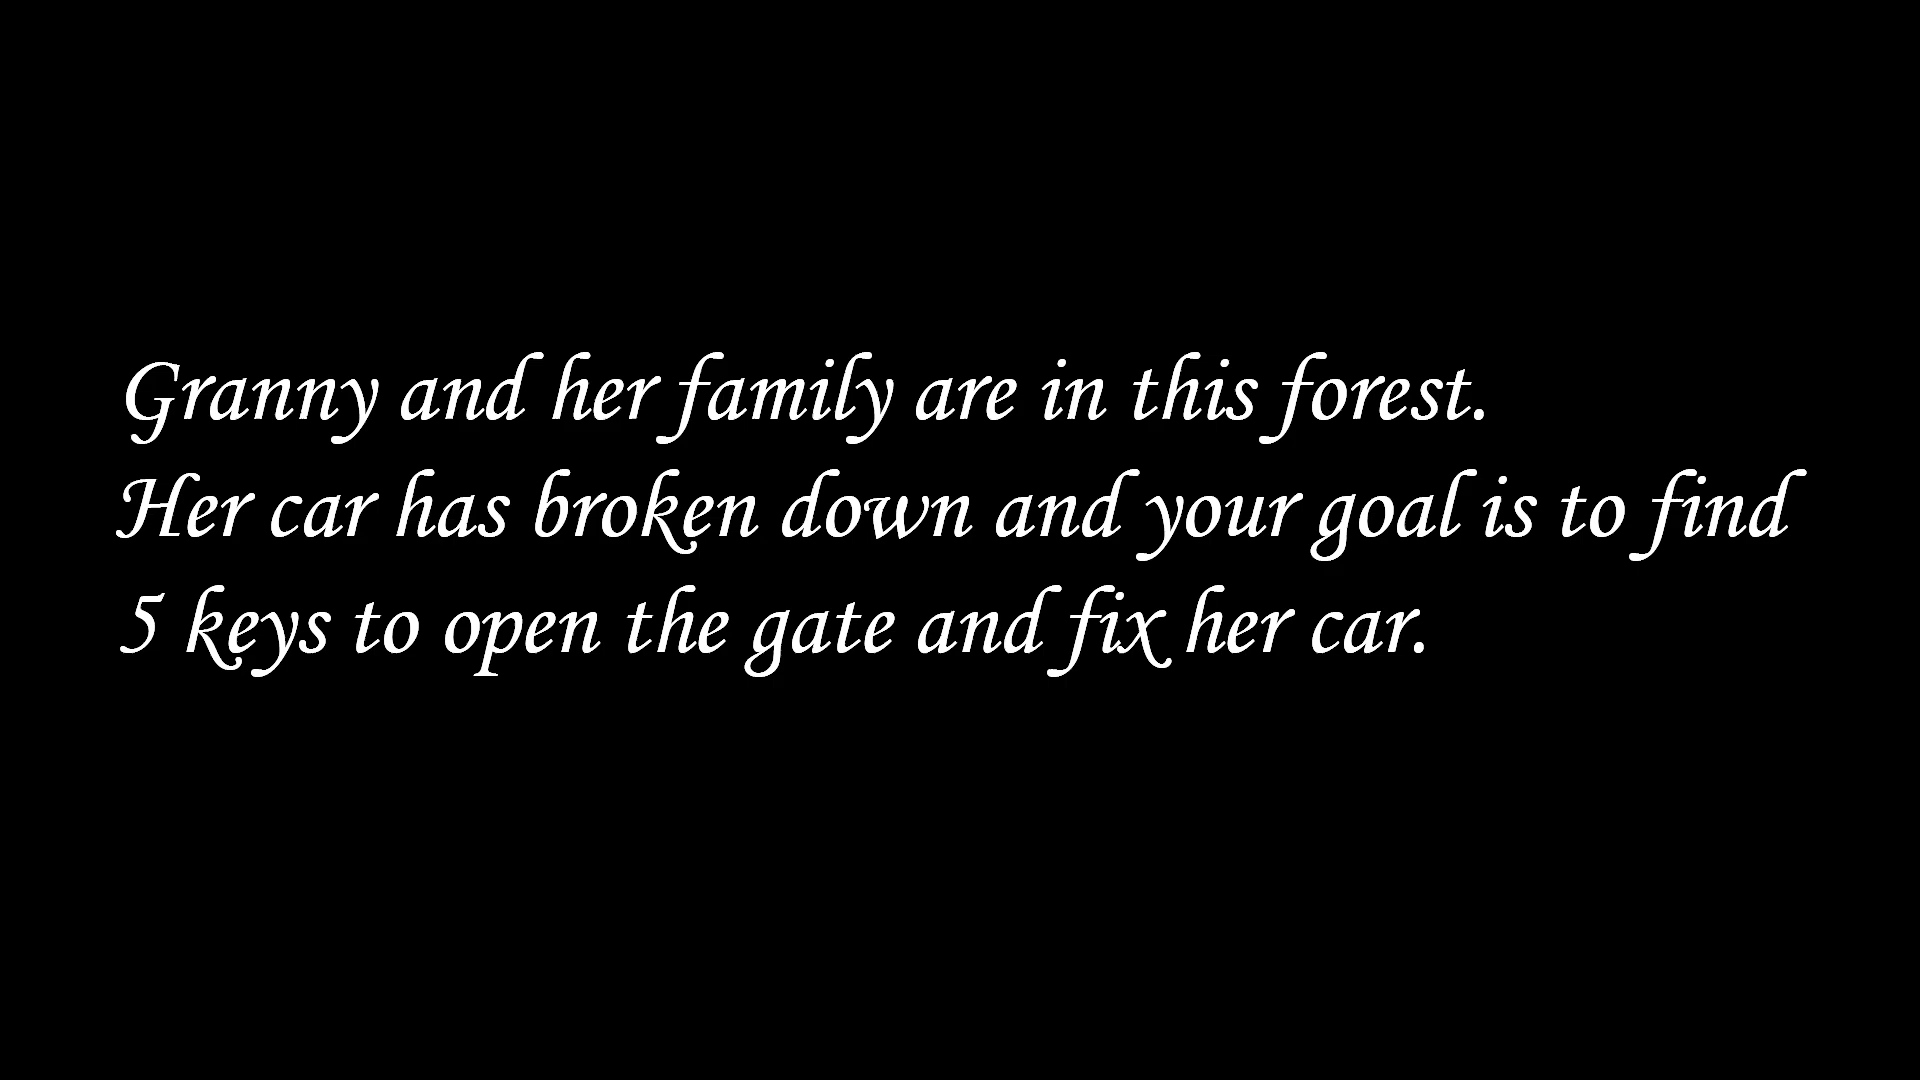 Granny and her family are in this forest.
Her car has broken down and your goal is to find
5 keys to open the gate and fix her car.